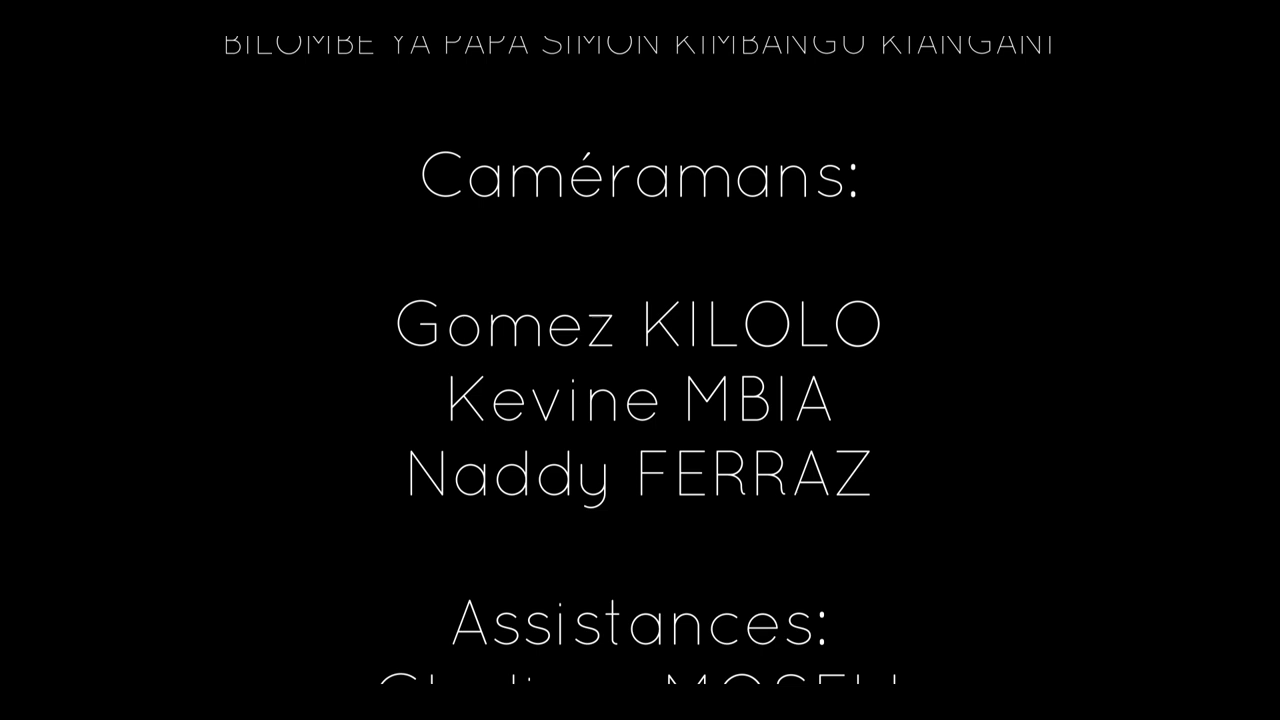 BILOMBE YA PAPA SIMON KIMBANGU KIANGANI
Caméramans:
Gomez KILOLO
Kevine MBIA
Naddy FERRAZ
Assistances: